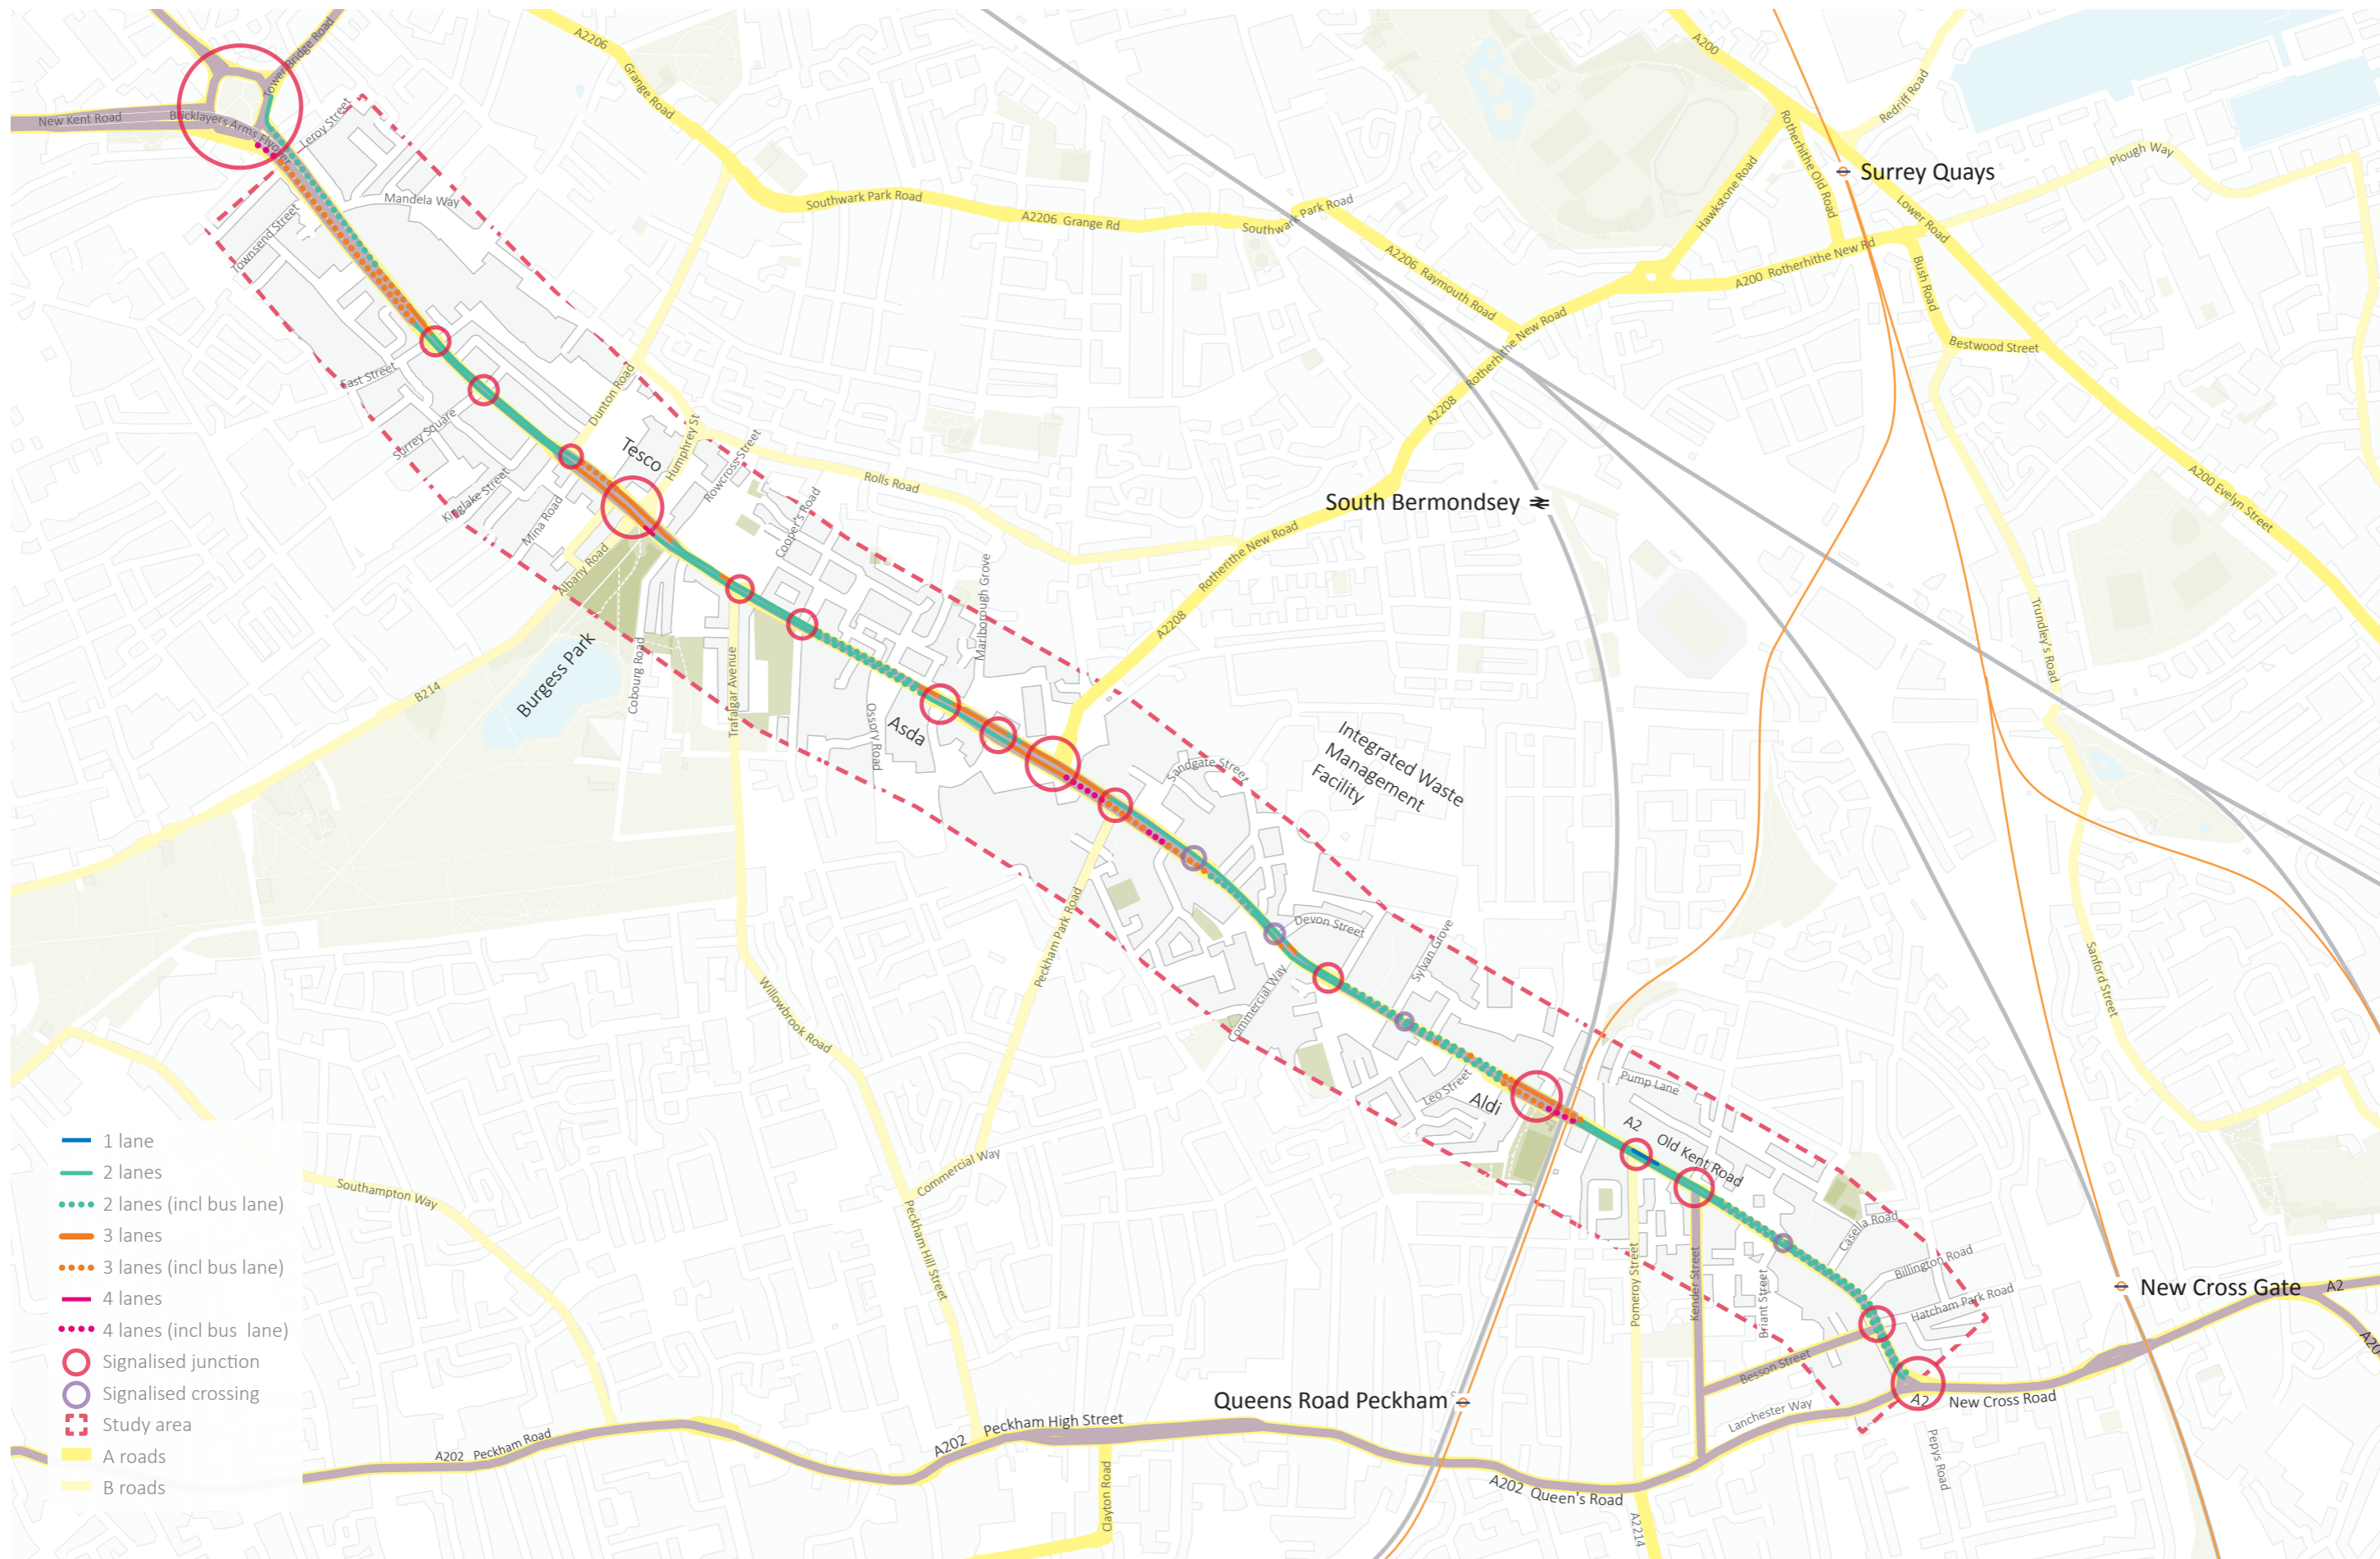 New Kent Road
Bricklayers Arms Flyover
Tower Bridge Road
Leroy Street
Mandela Way
Townsend Street
East Street
Surrey Square
Kinglake Street
Mina Road
Albany Road
Dunton Road
Tesco
Humphrey St
Rowcross Street
Cooper's Road
Rolls Road
A2206
Grange Road
Southwark Park Road
A2206 Grange Rd
Southwark Park Road
A2206 Raymouth Road
A200
Rotherhithe Old Road
Hawkstone Road
Redriff Road
Surrey Quays
Plough Way
Lower Road
A200 Rotherhithe New Rd
Bush Road
Bestwood Street
Rotherhithe New Road
A2208
South Bermondsey
A200 Evelyn Street
Rotherithe New Road
A2208
Marlborough Grove
Burgess Park
B214
Cobourg Road
Trafalgar Avenue
Ossory Road
Asda
Sandgate Street
Integrated Waste
Management
Facility
Trundley's Road
Sanford Street
Peckham Park Road
Devon Street
Sylvan Grove
Commercial Way
Willowbrook Road
Leo Street
Aldi
Pump Lane
A2 Old Kent Road
Casella Road
Billington Road
Hatcham Park Road
Briant Street
Kender Street
Pomeroy Street
Besson Street
Lanchester Way
New Cross Gate
A2
A20
A2
New Cross Road
Pepys Road
Queens Road Peckham
Southampton Way
Commercial Way
Peckham Hill Street
Peckham High Street
A202
A202 Peckham Road
Clayton Road
A202 Queen's Road
A2214
1 lane
2 lanes
2 lanes (incl bus lane)
3 lanes
3 lanes (incl bus lane)
4 lanes
4 lanes (incl bus lane)
Signalised junction
Signalised crossing
Study area
A roads
B roads